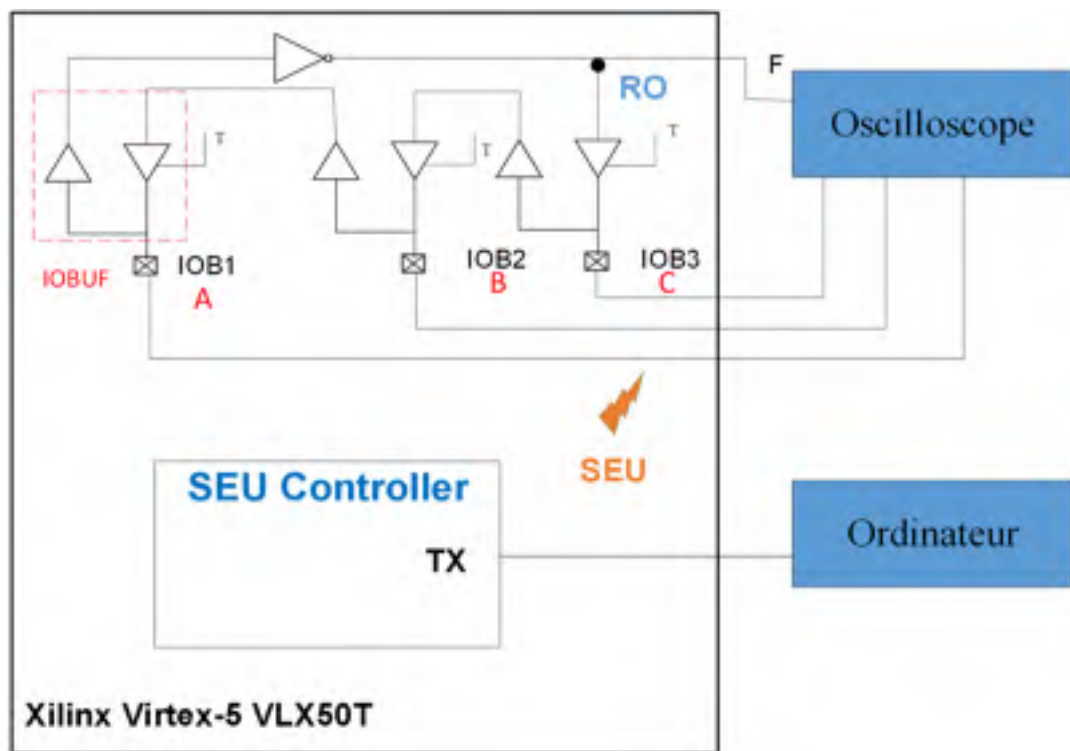 F
RO
Oscilloscope
τ
τ
τ
IOBUF
IOB1
IOB2
IOB3
A
B
C
SEU
SEU Controller
TX
Ordinateur
Xilinx Virtex-5 VLX50T